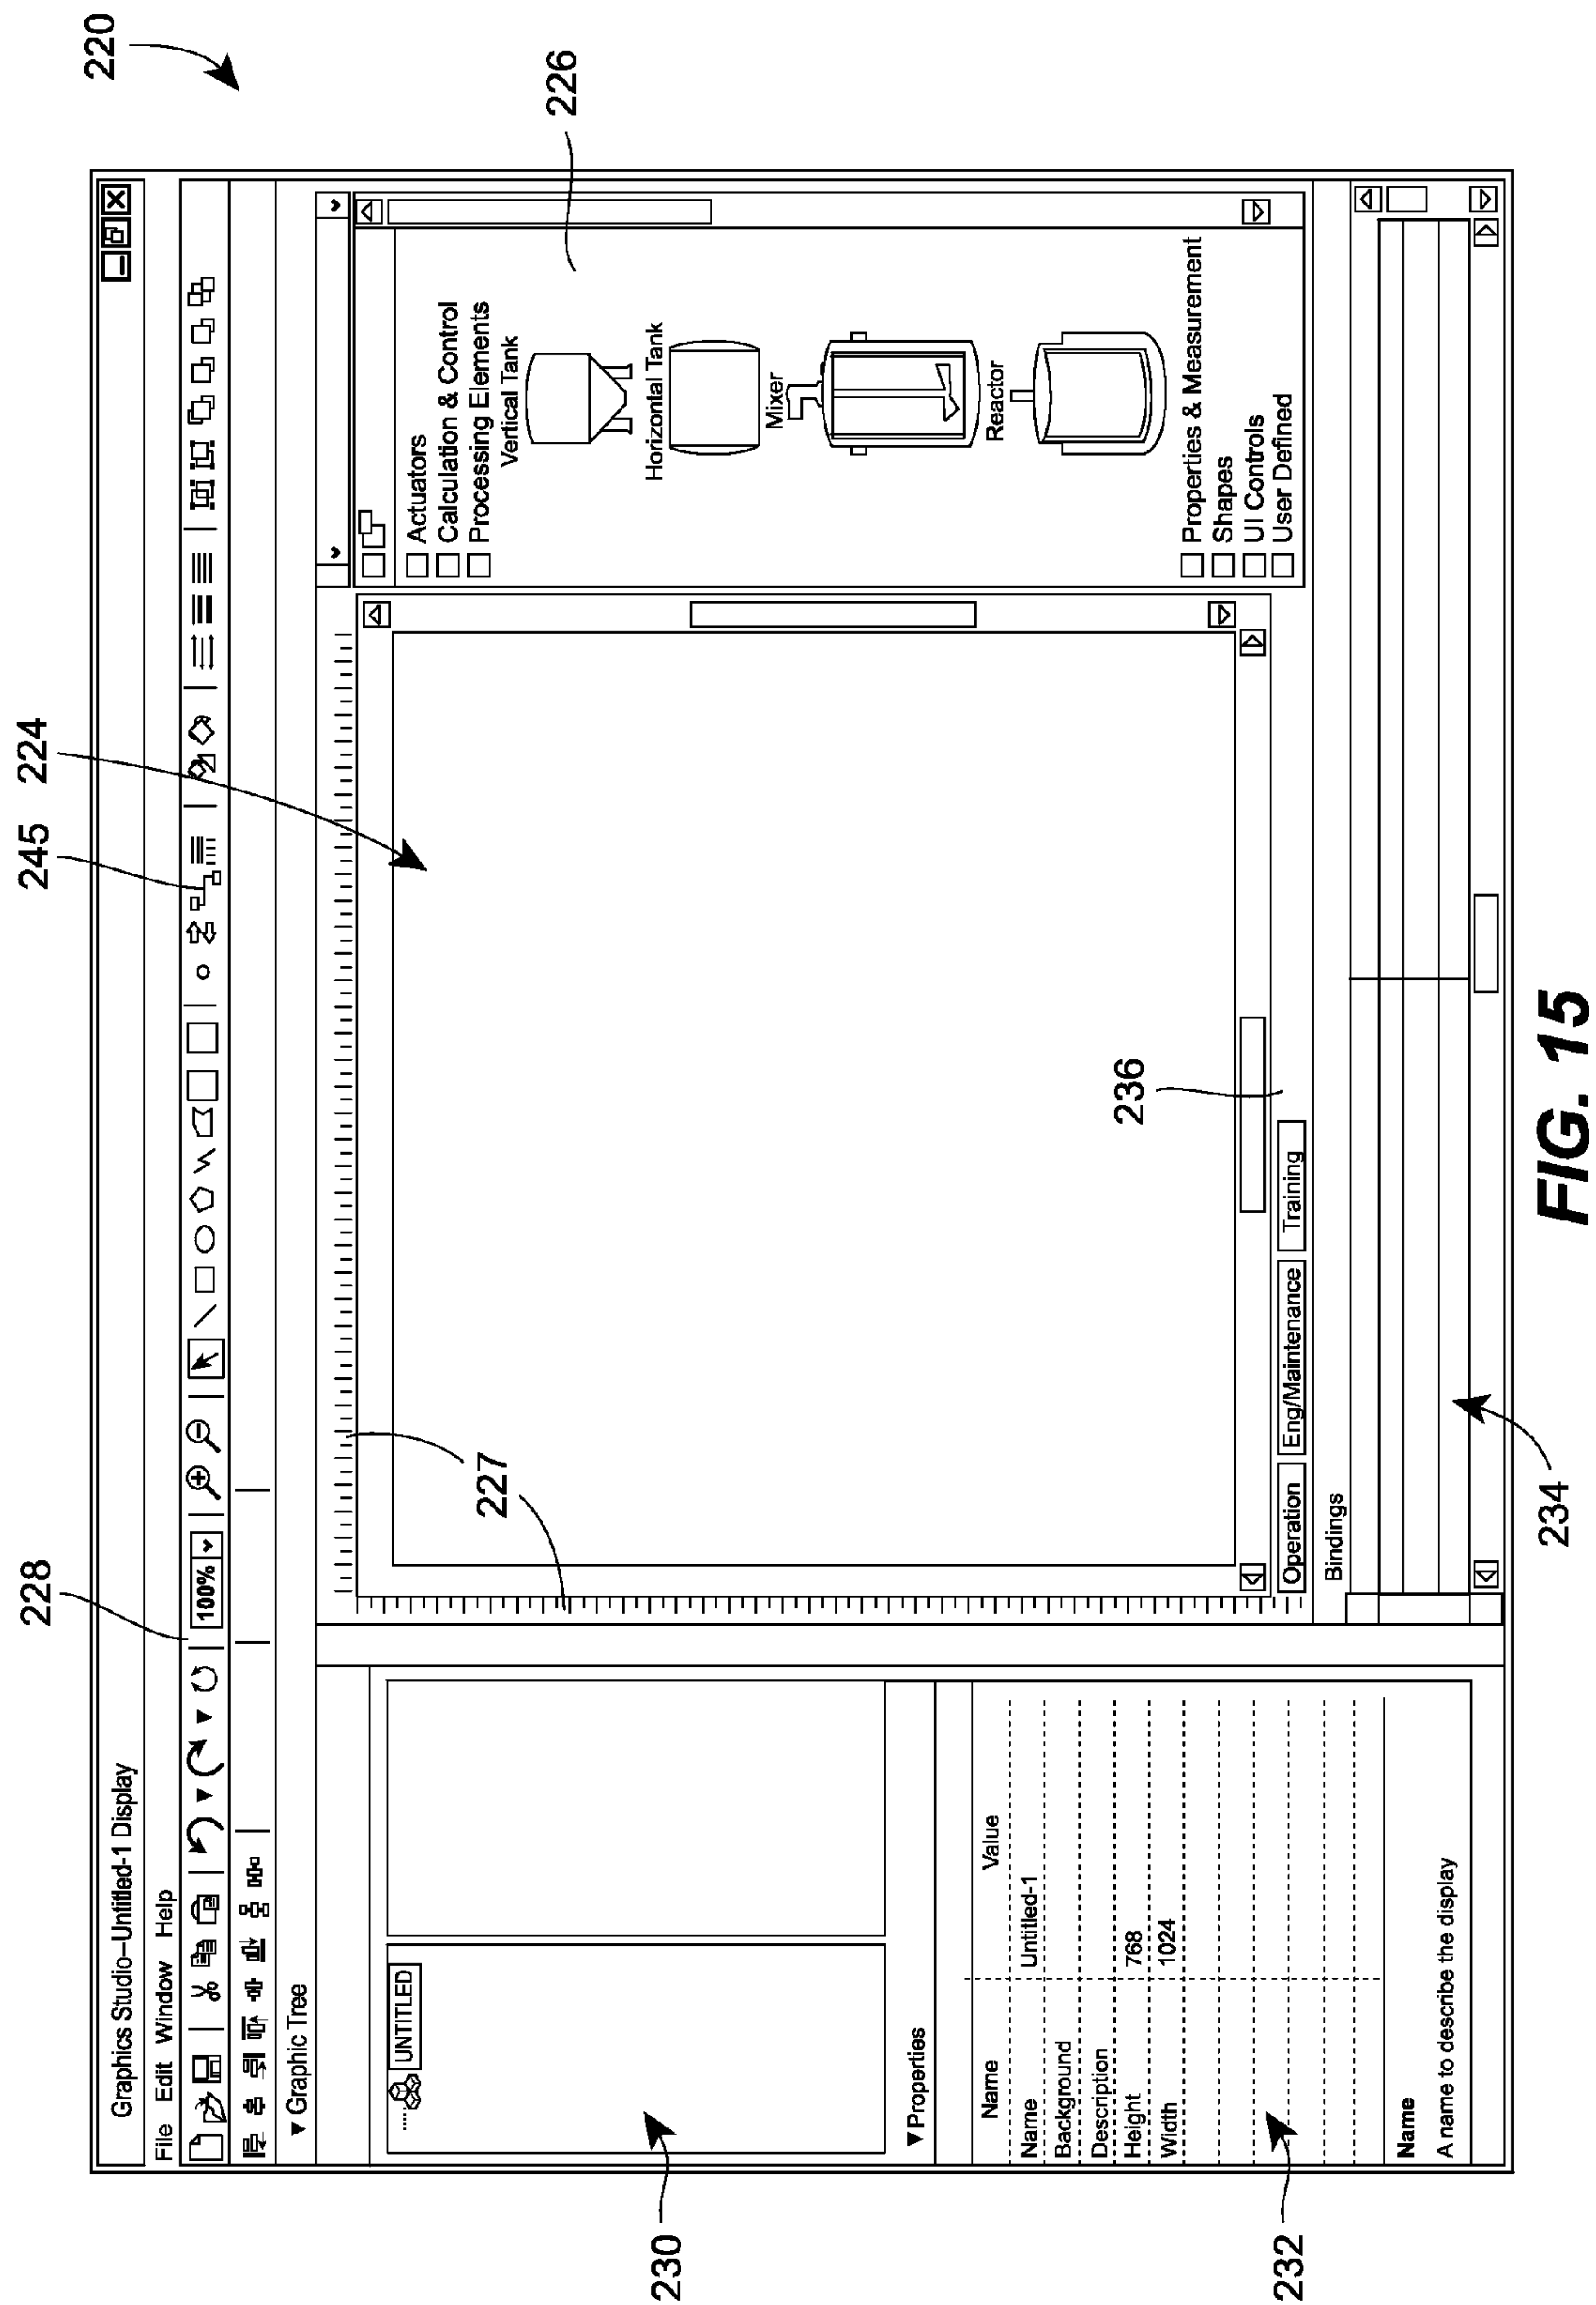 220
Graphics Studio–Untitled-1 Display
File Edit Window Help
228
245
224
100%
▼ Graphic Tree
UNTITLED
230
▼ Properties
Name Value
Name Untitled-1
Background
Description
Height 768
Width 1024
232
Name
A name to describe the display
227
226
Actuators
Calculation & Control
Processing Elements
Vertical Tank
Horizontal Tank
Mixer
Reactor
Properties & Measurement
Shapes
UI Controls
User Defined
236
Operation Eng/Maintenance Training
Bindings
234
FIG. 15